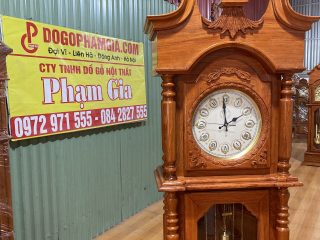 DOGOPHAMGIA.COM
Đại Vĩ - Liên Hà - Đông Anh - Hà Nội
CTY TNHH ĐỒ GỖ NỘI THẤT
Phạm Gia
0972 971 555 - 084 2827 555